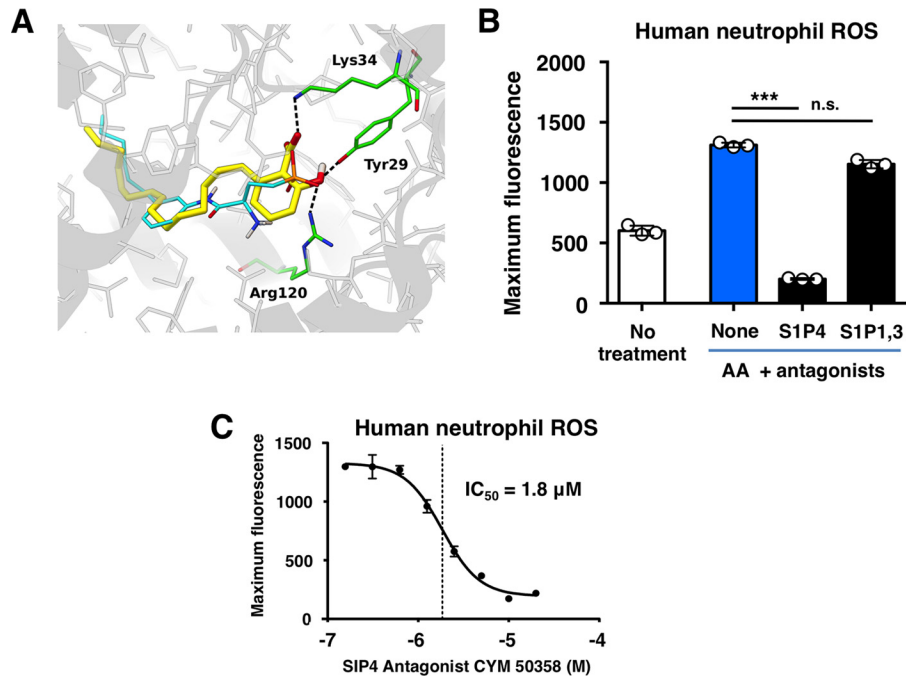 A
Lys34
Tyr29
Arg120
B
Human neutrophil ROS
Maximum fluorescence
2000
1500
1000
500
0
***
n.s.
No
treatment
None
S1P4
S1P1,3
AA + antagonists
C
Human neutrophil ROS
Maximum fluorescence
1500
1000
500
0
IC50 = 1.8 µM
-7
-6
-5
-4
SIP4 Antagonist CYM 50358 (M)